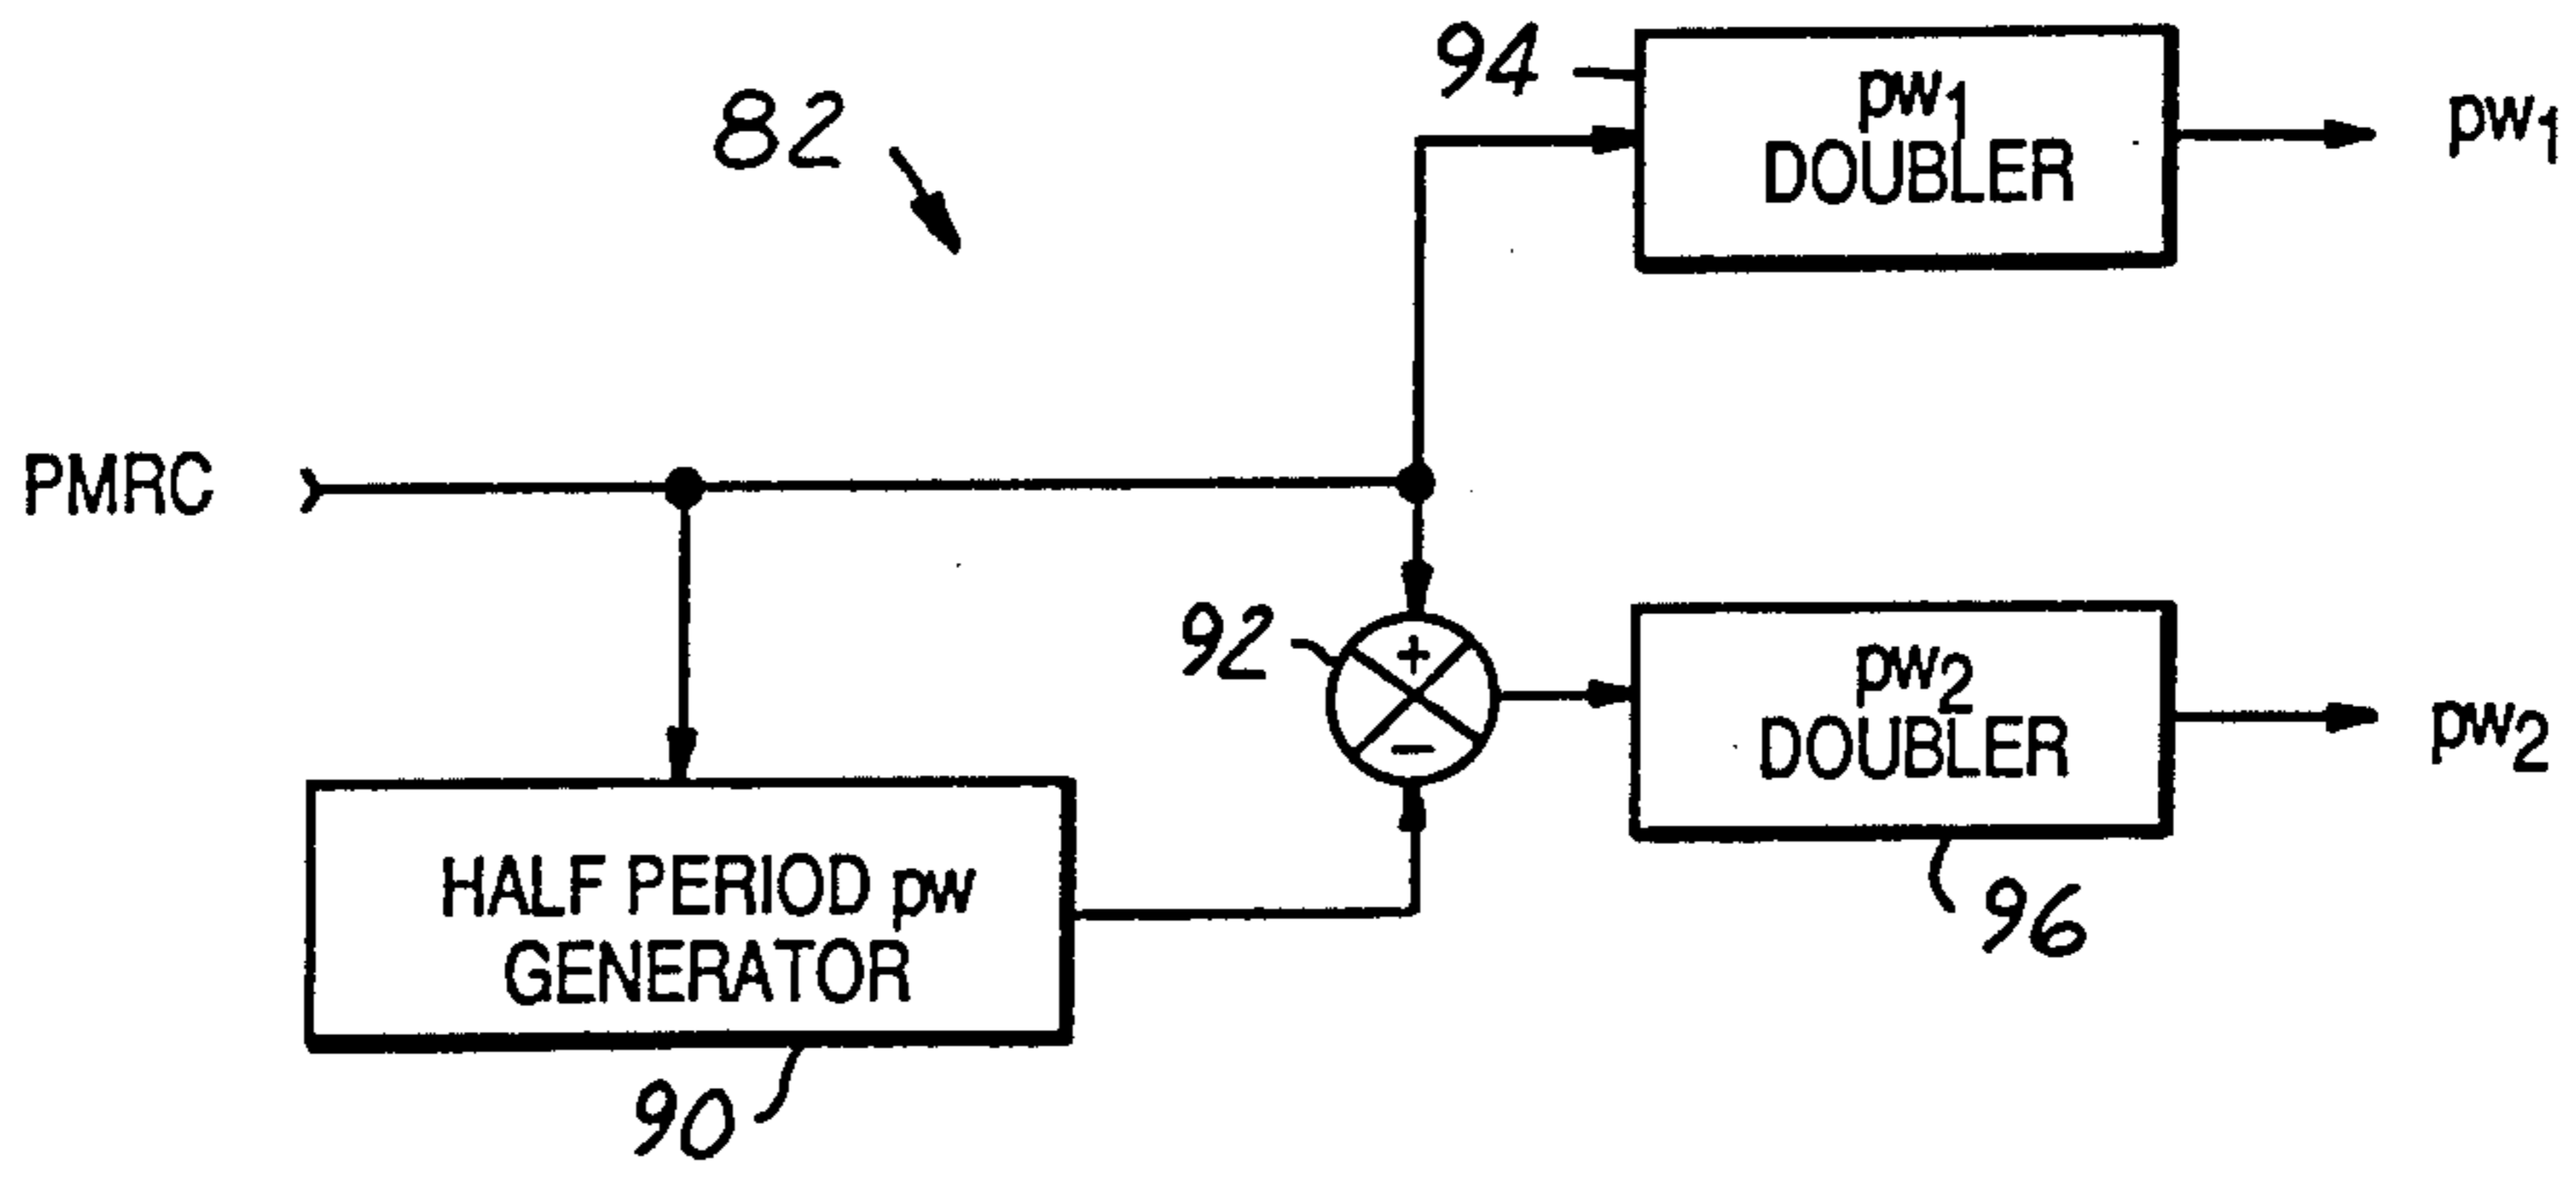 94
pw1
DOUBLER
pw1
82
PMRC
92
+
−
pw2
DOUBLER
pw2
HALF PERIOD pw
GENERATOR
96
90